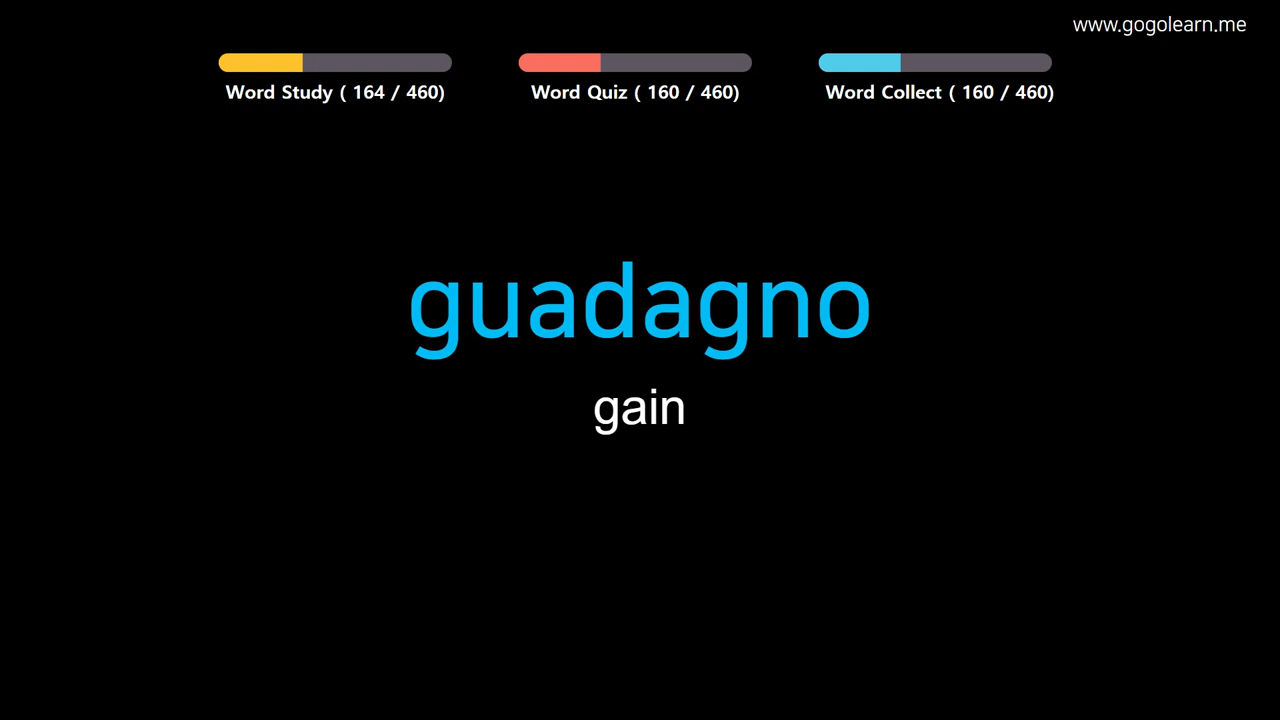 www.gogolearn.me
Word Study ( 164 / 460)
Word Quiz ( 160 / 460)
Word Collect ( 160 / 460)
guadagno
gain